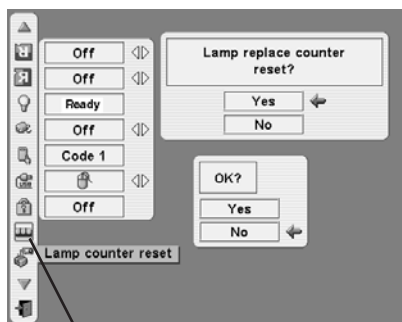 Off
Off
Ready
Off
Code 1
Off
Lamp replace counter
reset?
Yes
No
OK?
Yes
No
USB
Lamp counter reset